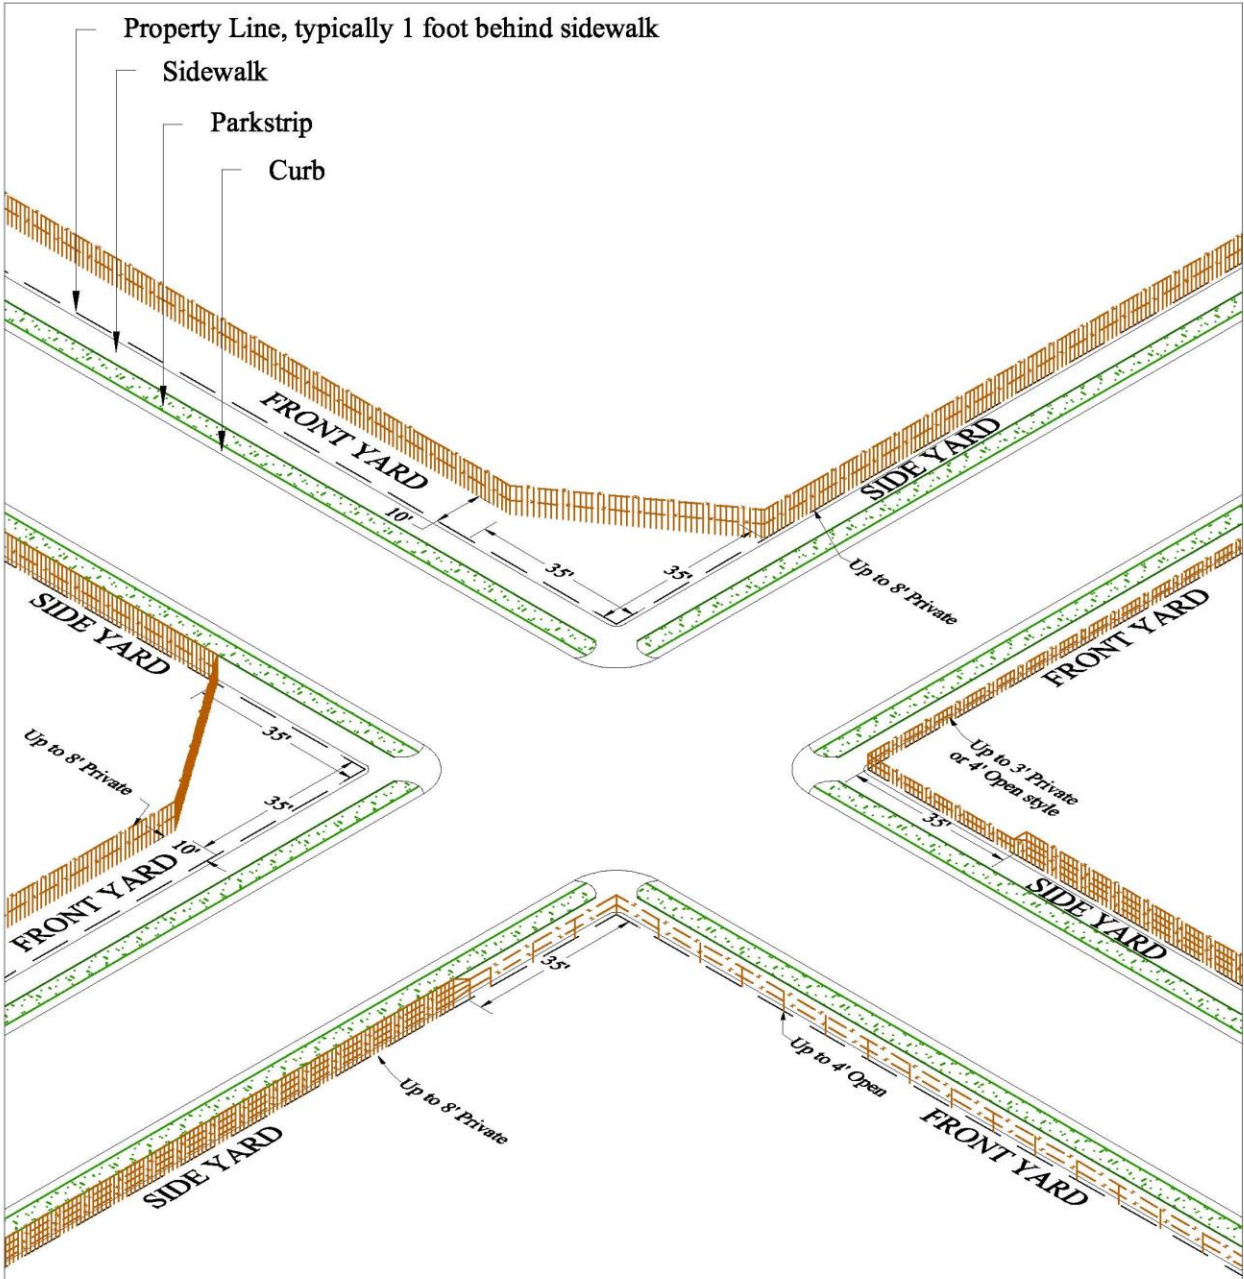 Property Line, typically 1 foot behind sidewalk
Sidewalk
Parkstrip
Curb
FRONT YARD
SIDE YARD
10'
35'
35'
Up to 8' Private
SIDE YARD
FRONT YARD
35'
Up to 8' Private
35'
10'
FRONT YARD
Up to 3' Private
or 4' Open style
35'
SIDE YARD
35'
Up to 4' Open
Up to 8' Private
SIDE YARD
FRONT YARD